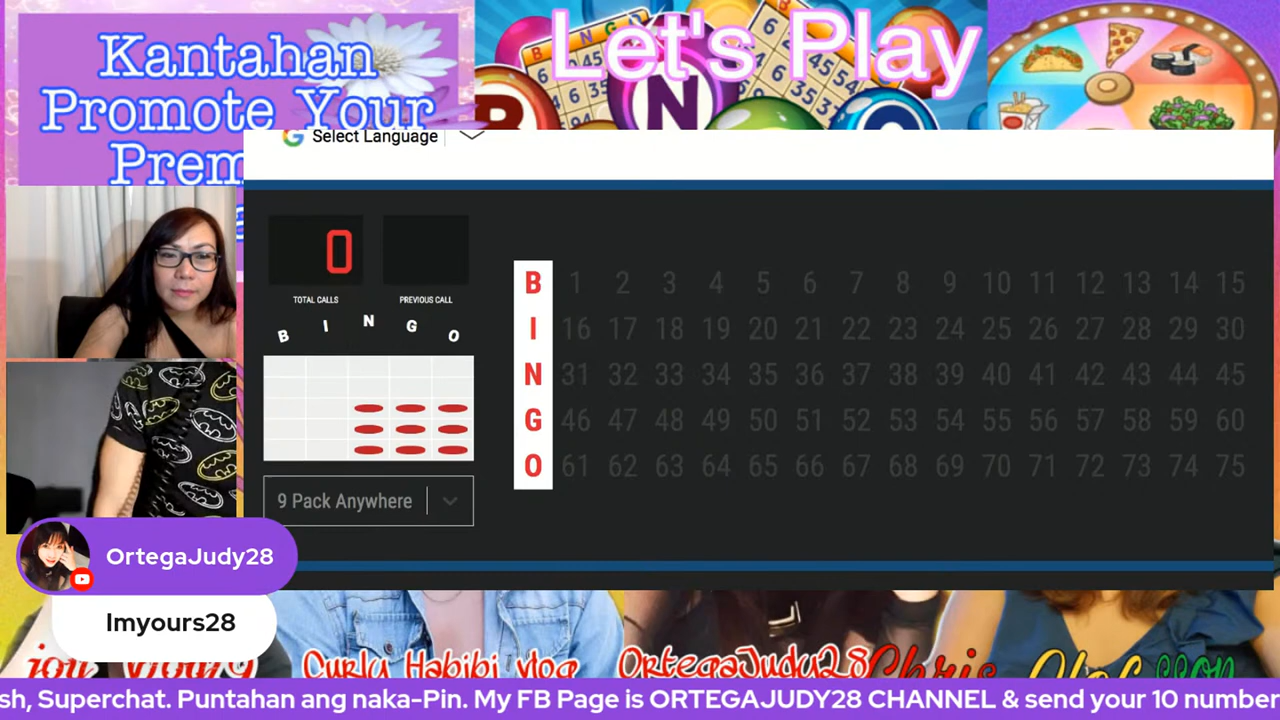 Kantahan
Promote Your
Prem
Let's Play
B I N G O
N
Select Language
0
TOTAL CALLS
PREVIOUS CALL
B I N G O
9 Pack Anywhere
B 1 2 3 4 5 6 7 8 9 10 11 12 13 14 15
I 16 17 18 19 20 21 22 23 24 25 26 27 28 29 30
N 31 32 33 34 35 36 37 38 39 40 41 42 43 44 45
G 46 47 48 49 50 51 52 53 54 55 56 57 58 59 60
O 61 62 63 64 65 66 67 68 69 70 71 72 73 74 75
OrtegaJudy28
Imyours28
Curly Habibi vlog
OrtegaJudy28
Chris
sh, Superchat. Puntahan ang naka-Pin. My FB Page is ORTEGAJUDY28 CHANNEL & send your 10 number